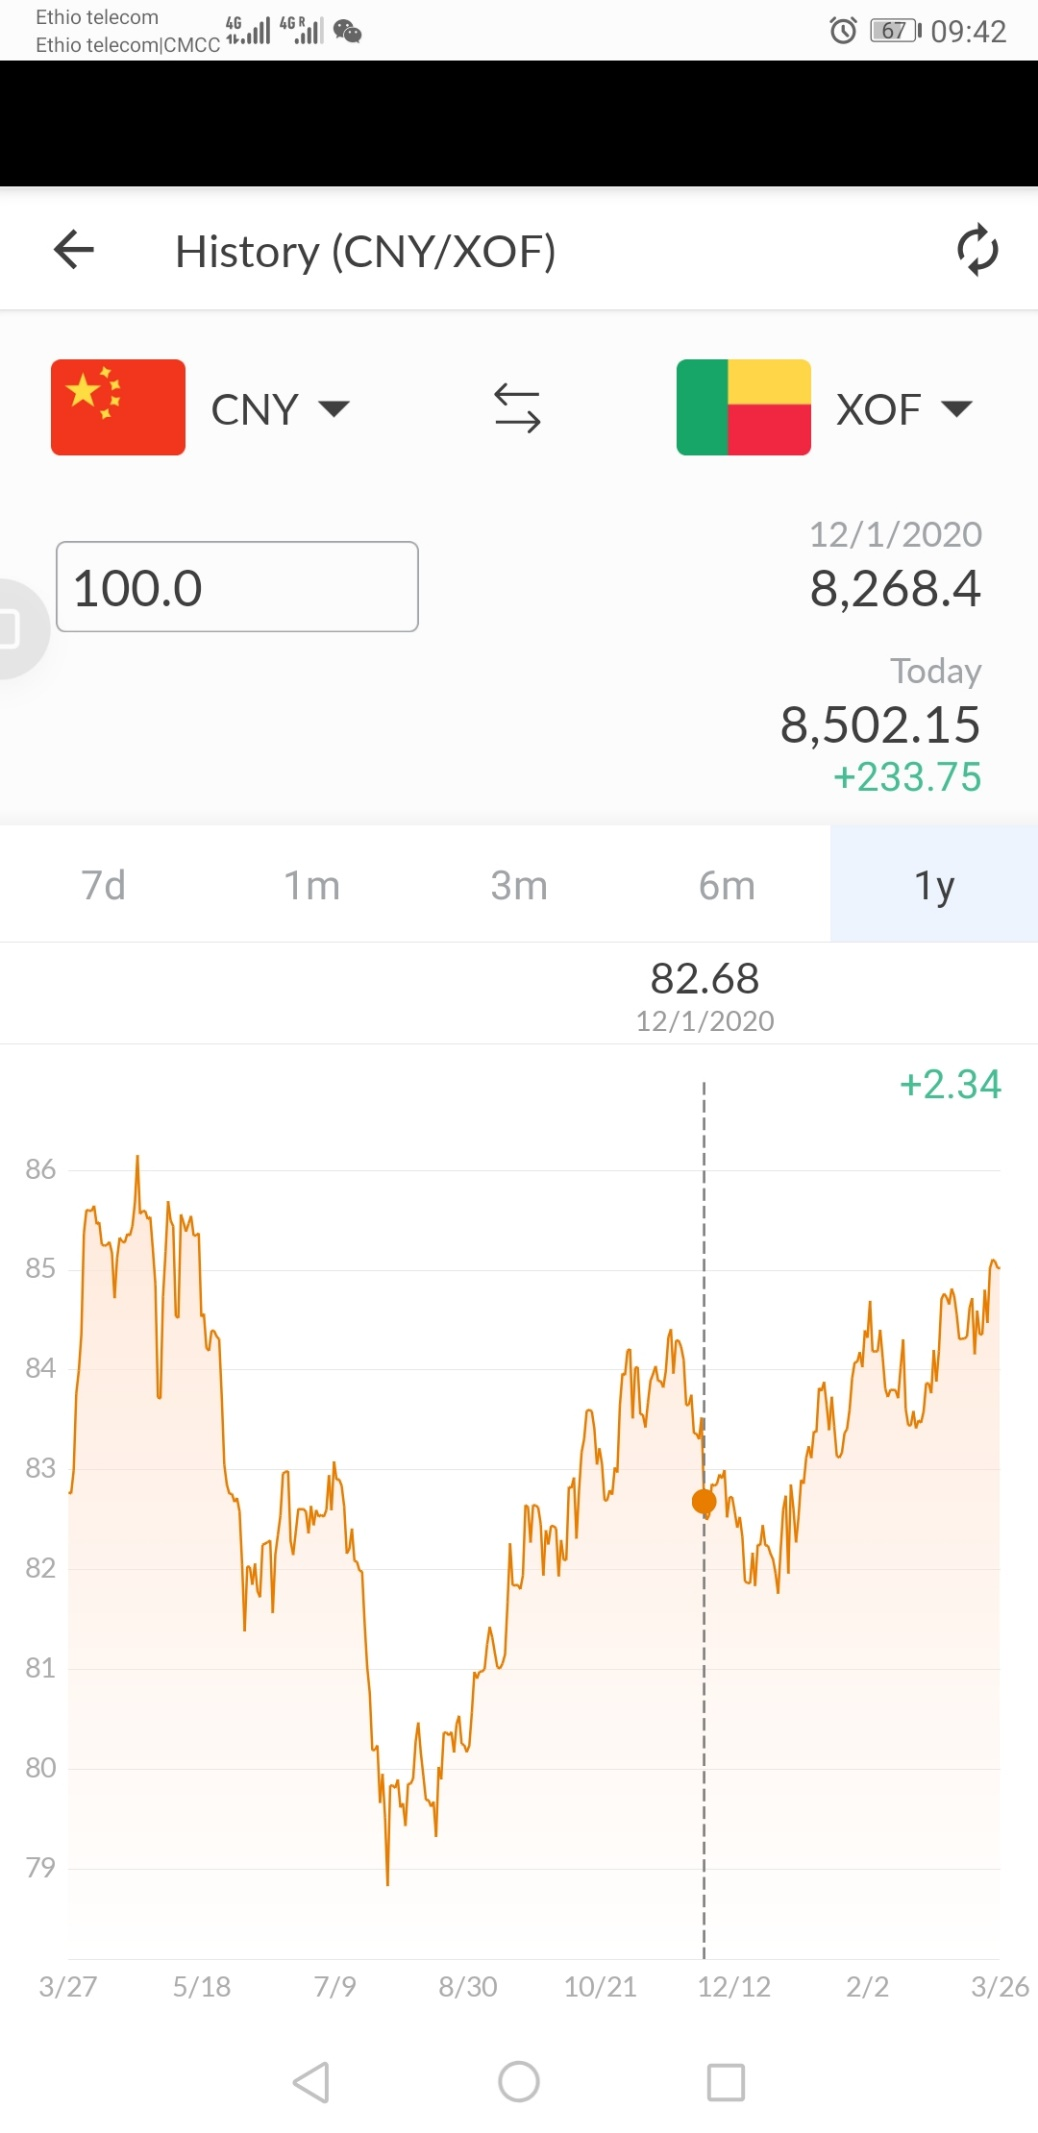 Ethio telecom
Ethio telecom|CMCC 4G 4G R 67 09:42
History (CNY/XOF)
CNY XOF
12/1/2020
100.0 8,268.4
Today
8,502.15
+233.75
7d 1m 3m 6m 1y
82.68
12/1/2020
+2.34
86
85
84
83
82
81
80
79
3/27 5/18 7/9 8/30 10/21 12/12 2/2 3/26